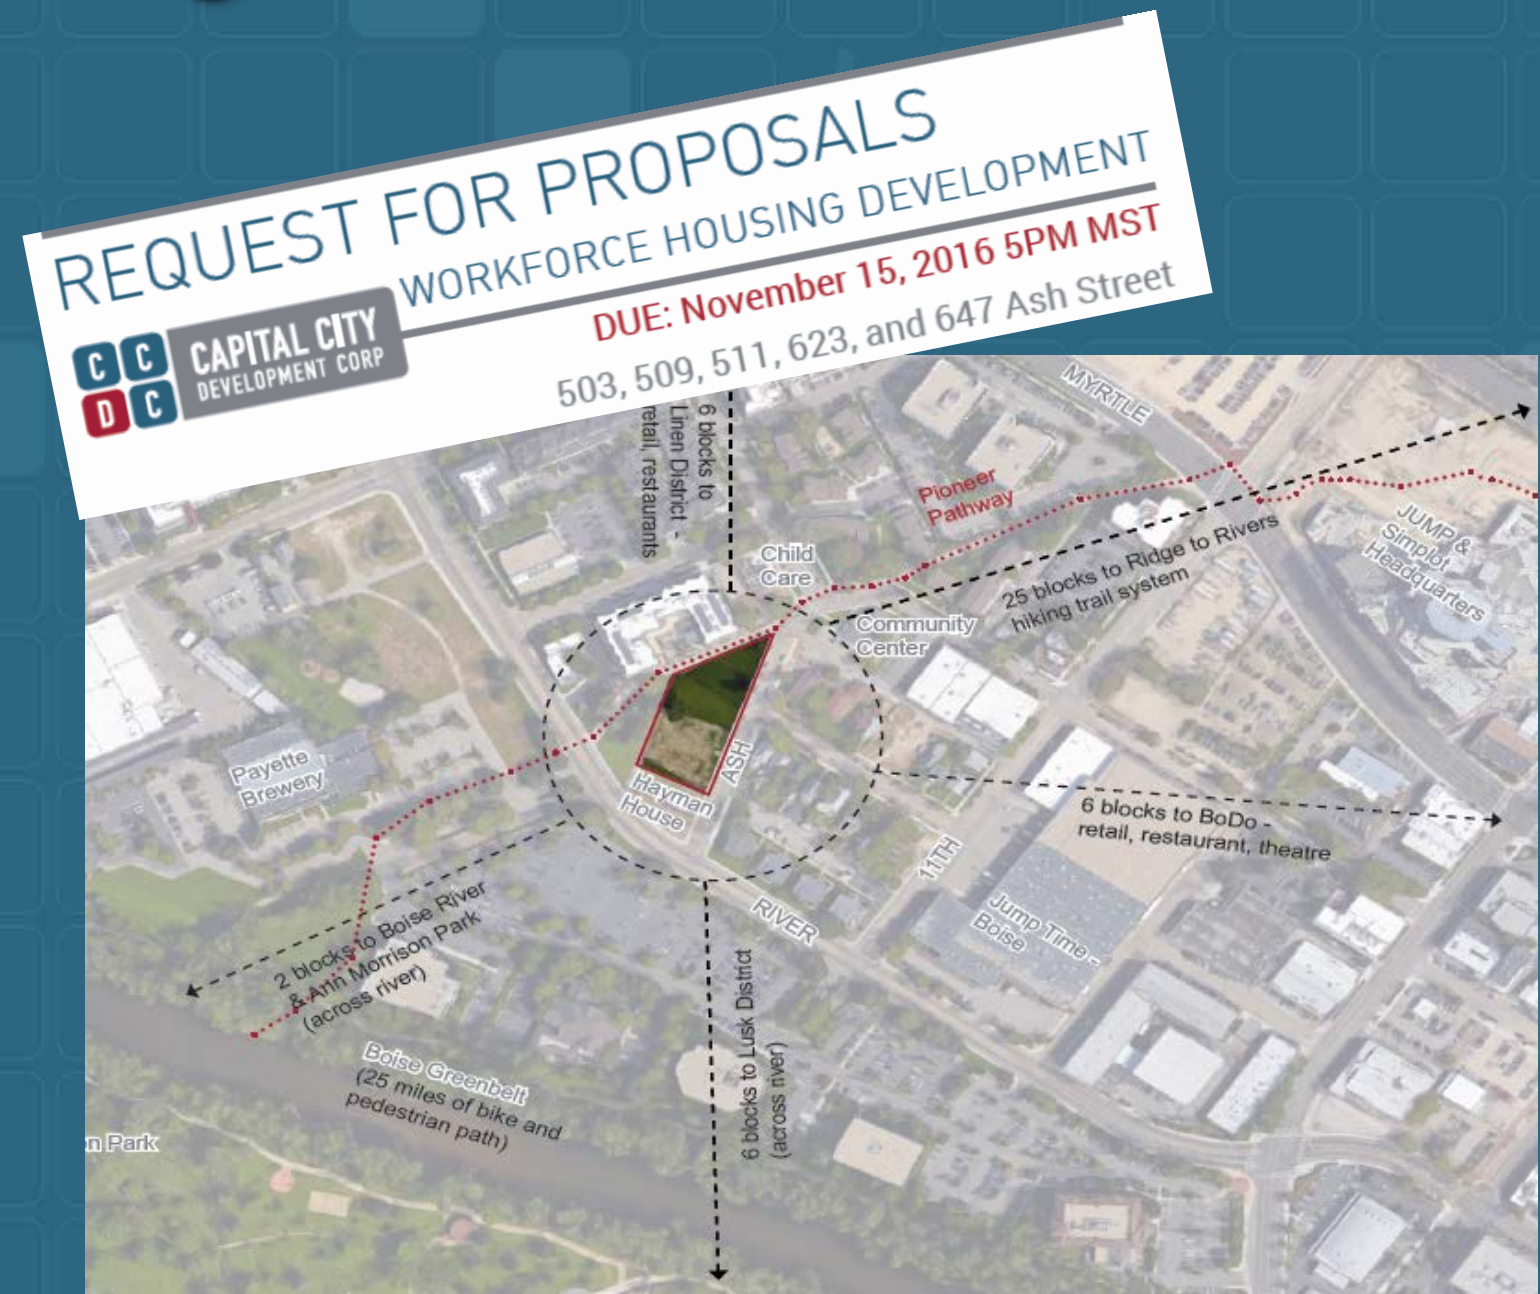 REQUEST FOR PROPOSALS
WORKFORCE HOUSING DEVELOPMENT
C C
D C
CAPITAL CITY
DEVELOPMENT CORP
DUE: November 15, 2016 5PM MST
503, 509, 511, 623, and 647 Ash Street
6 blocks to
Linen District -
retail, restaurants
MYRTLE
Pioneer
Pathway
Child
Care
25 blocks to Ridge to Rivers
hiking trail system
JUMP &
Simplot
Headquarters
Community
Center
Payette
Brewery
ASH
Hayman
House
6 blocks to BoDo -
retail, restaurant, theatre
11TH
RIVER
Jump Time -
Boise
2 blocks to Boise River
& Ann Morrison Park
(across river)
6 blocks to Lusk District
(across river)
Boise Greenbelt
(25 miles of bike and
pedestrian path)
n Park